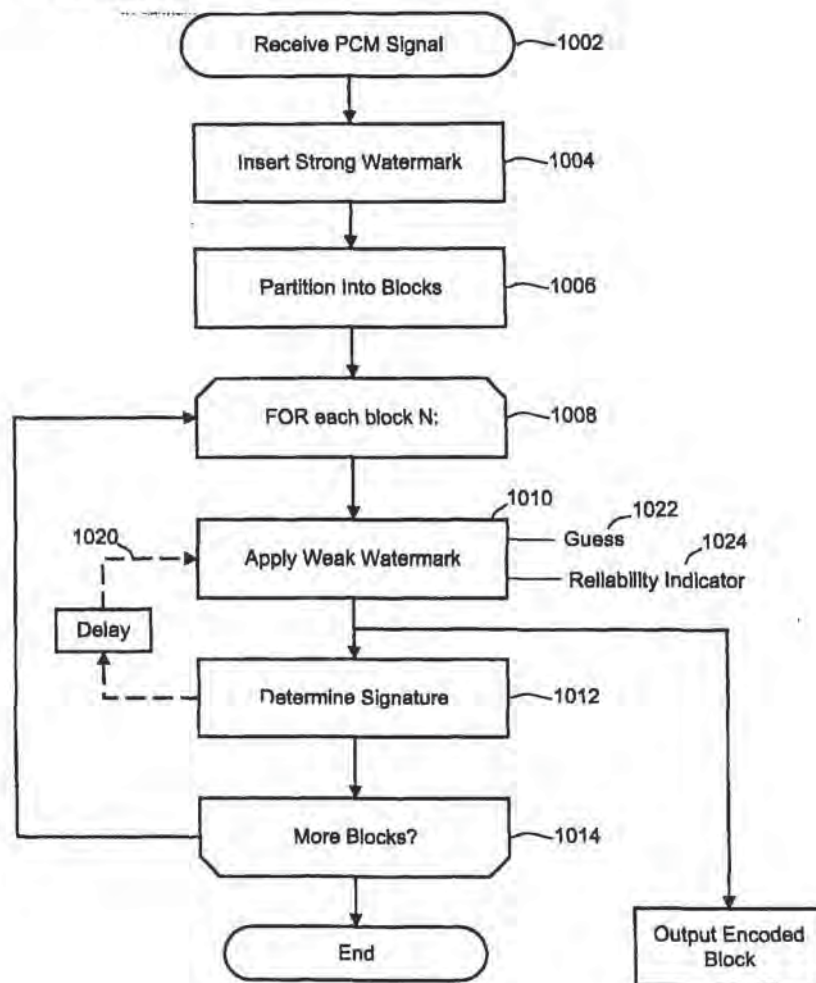 Receive PCM Signal
1002
Insert Strong Watermark
1004
Partition Into Blocks
1006
FOR each block N:
1008
1010
Apply Weak Watermark
Guess
1022
1024
Reliability Indicator
1020
Delay
Determine Signature
1012
More Blocks?
1014
End
Output Encoded
Block